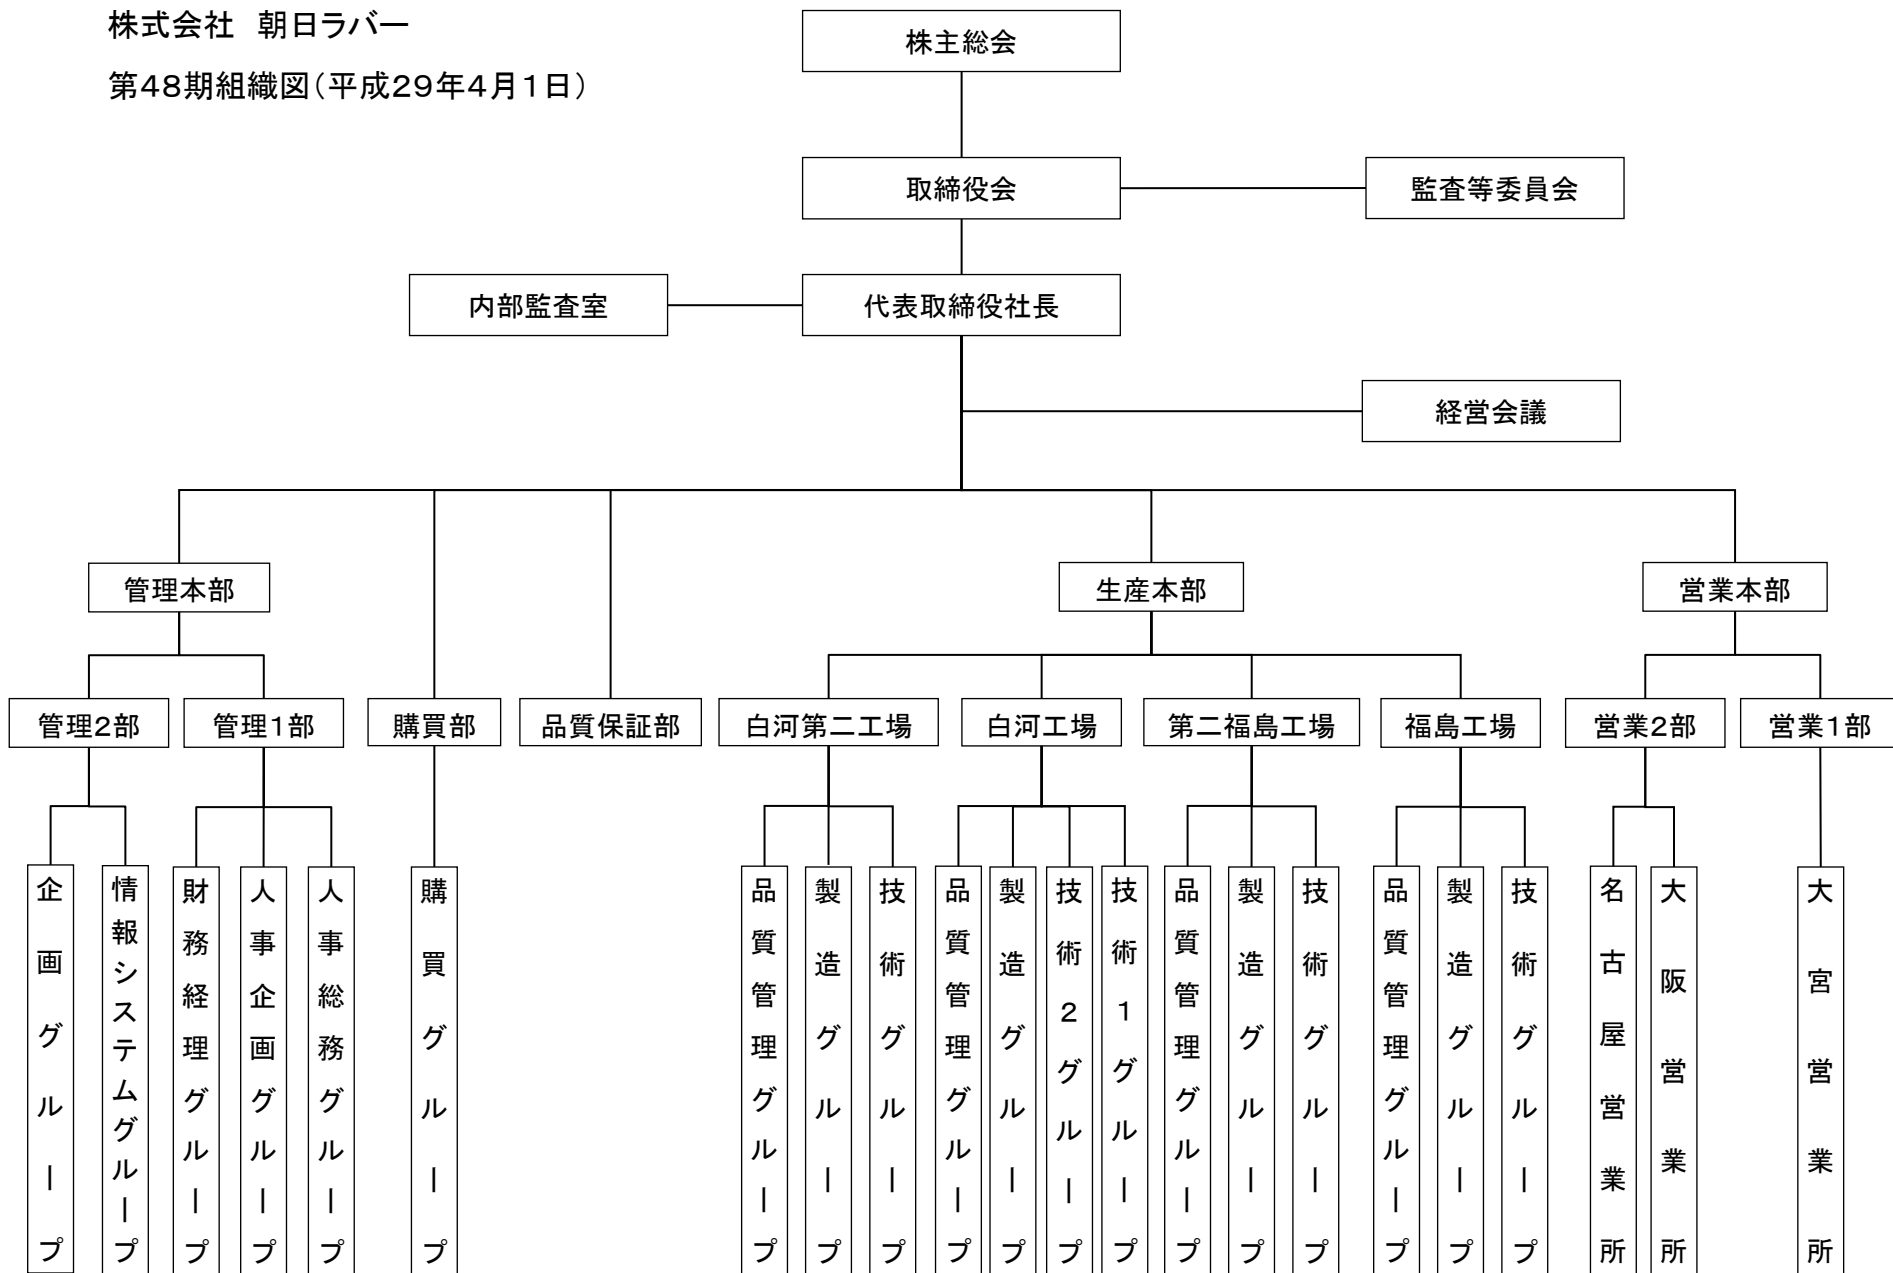 株式会社　朝日ラバー
第48期組織図（平成29年4月1日）
株主総会
取締役会
監査等委員会
内部監査室
代表取締役社長
経営会議
管理本部
生産本部
営業本部
管理2部
管理1部
購買部
品質保証部
白河第二工場
白河工場
第二福島工場
福島工場
営業2部
営業1部
企画グループ
情報システムグループ
財務経理グループ
人事企画グループ
人事総務グループ
購買グループ
品質管理グループ
製造グループ
技術グループ
品質管理グループ
製造グループ
技術2グループ
技術1グループ
品質管理グループ
製造グループ
技術グループ
品質管理グループ
製造グループ
技術グループ
名古屋営業所
大阪営業所
大宮営業所